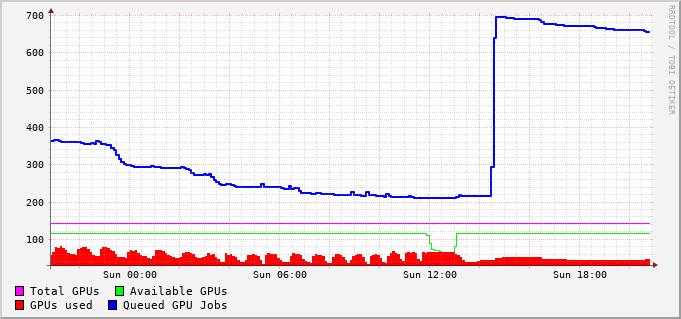 700
600
500
400
300
200
100
Sun 00:00 Sun 06:00 Sun 12:00 Sun 18:00
Total GPUs Available GPUs
GPUs used Queued GPU Jobs
RRDTOOL / TOBI OETIKER